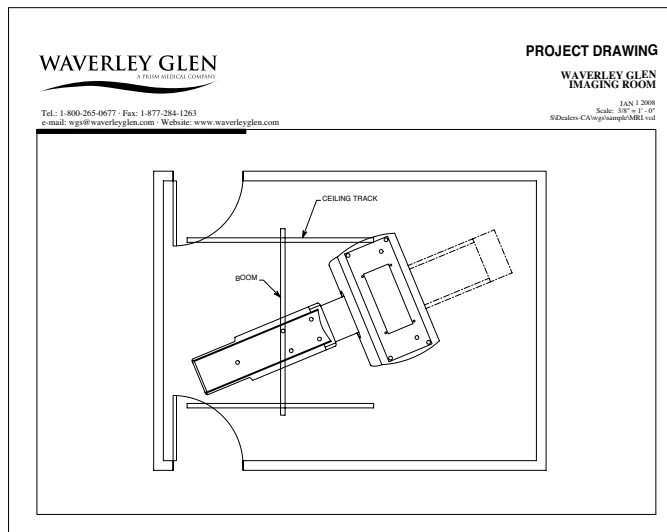 WAVERLEY GLEN
A PRISM MEDICAL COMPANY
Tel.: 1-800-265-0677 · Fax: 1-877-284-1263
e-mail: wgs@waverleyglen.com · Website: www.waverleyglen.com
PROJECT DRAWING
WAVERLEY GLEN
IMAGING ROOM
JAN 1 2008
Scale: 3/8" = 1' - 0"
S\Dealers-CA\wgs\sample\MRI.vcd
CEILING TRACK
BOOM